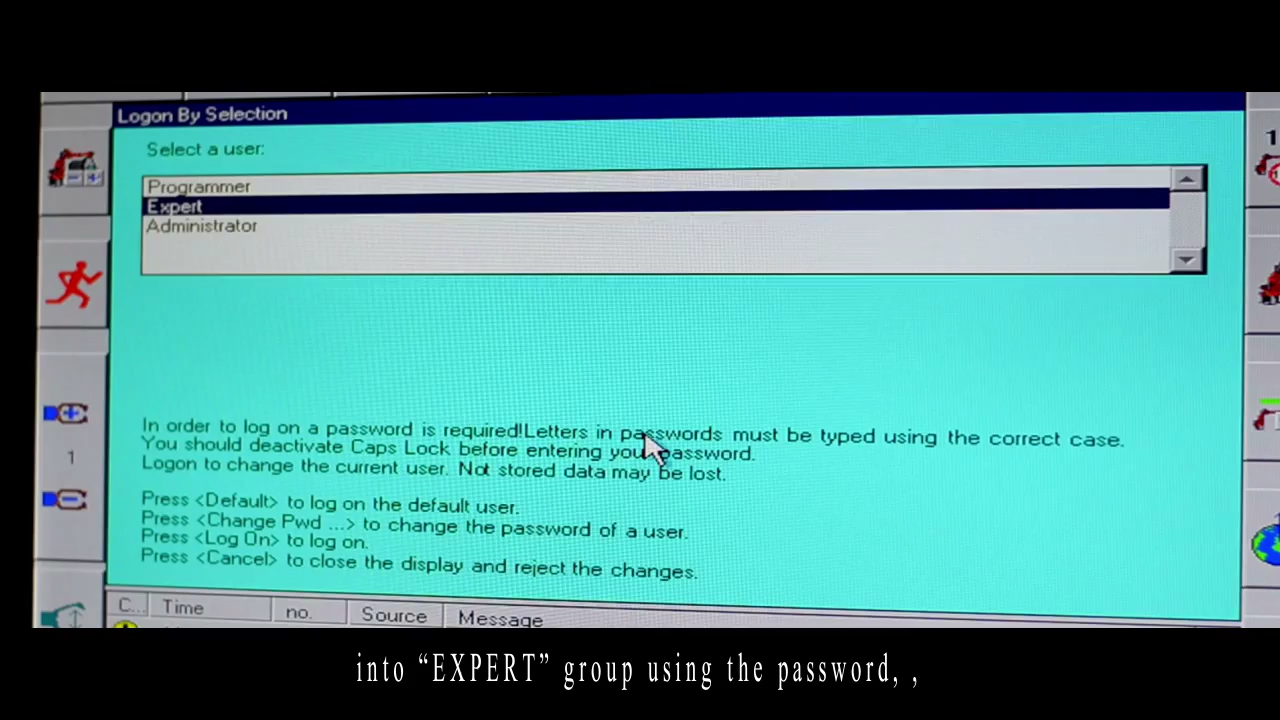 Logon By Selection
Select a user:
Programmer
Expert
Administrator
In order to log on a password is required!Letters in passwords must be typed using the correct case.
You should deactivate Caps Lock before entering your password.
Logon to change the current user. Not stored data may be lost.
Press <Default> to log on the default user.
Press <Change Pwd ...> to change the password of a user.
Press <Log On> to log on.
Press <Cancel> to close the display and reject the changes.
1
1
C... Time no. Source Message
into “EXPERT” group using the password, ,